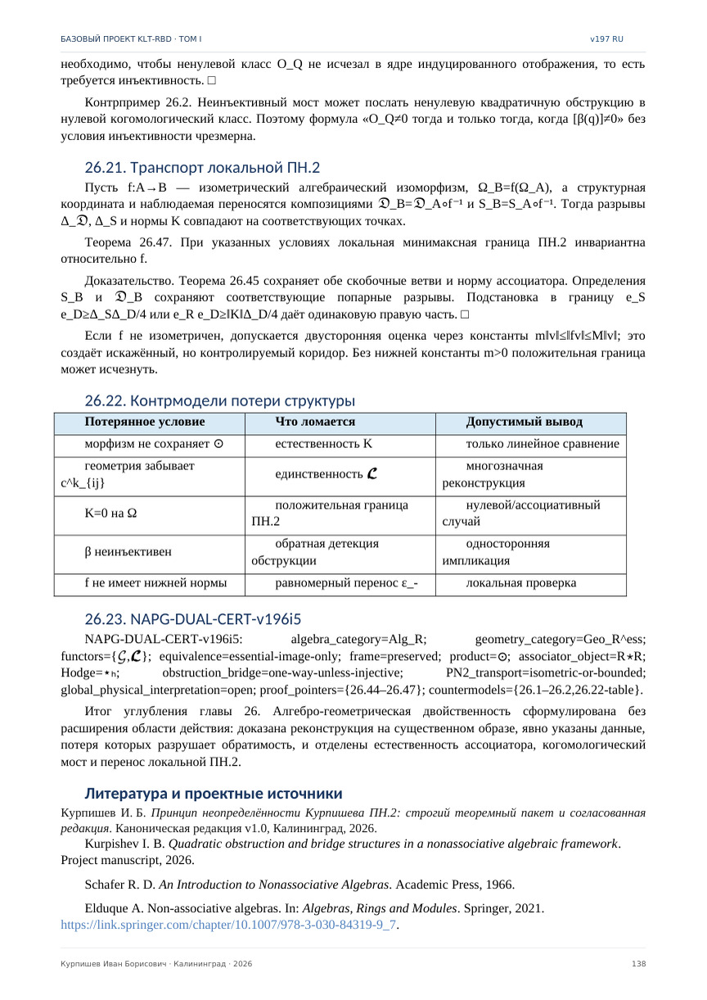 БАЗОВЫЙ ПРОЕКТ KLT-RBD · ТОМ I
v197 RU
необходимо, чтобы ненулевой класс O_Q не исчезал в ядре индуцированного отображения, то есть
требуется инъективность. □
Контрпример 26.2. Неинъективный мост может послать ненулевую квадратичную обструкцию в
нулевой когомологический класс. Поэтому формула «O_Q≠0 тогда и только тогда, когда [β(q)]≠0» без
условия инъективности чрезмерна.
26.21. Транспорт локальной ПН.2
Пусть f:A→B — изометрический алгебраический изоморфизм, Ω_B=f(Ω_A), а структурная
координата и наблюдаемая переносятся композициями 𝔇_B=𝔇_A∘f⁻¹ и S_B=S_A∘f⁻¹. Тогда разрывы
Δ_𝔇, Δ_S и нормы K совпадают на соответствующих точках.
Теорема 26.47. При указанных условиях локальная минимаксная граница ПН.2 инвариантна
относительно f.
Доказательство. Теорема 26.45 сохраняет обе скобочные ветви и норму ассоциатора. Определения
S_B и 𝔇_B сохраняют соответствующие попарные разрывы. Подстановка в границу e_S
e_D≥Δ_SΔ_D/4 или e_R e_D≥‖K‖Δ_D/4 даёт одинаковую правую часть. □
Если f не изометричен, допускается двусторонняя оценка через константы m‖v‖≤‖fv‖≤M‖v‖; это
создаёт искажённый, но контролируемый коридор. Без нижней константы m>0 положительная граница
может исчезнуть.
26.22. Контрмодели потери структуры
Потерянное условие	Что ломается	Допустимый вывод
морфизм не сохраняет ⊙	естественность K	только линейное сравнение
геометрия забывает
c^k_{ij}
единственность 𝓛
многозначная
реконструкция
K=0 на Ω
положительная граница
ПН.2
нулевой/ассоциативный
случай
β неинъективен
обратная детекция
обструкции
односторонняя
импликация
f не имеет нижней нормы	равномерный перенос ε_-	локальная проверка
26.23. NAPG-DUAL-CERT-v196i5
NAPG-DUAL-CERT-v196i5: algebra_category=Alg_R; geometry_category=Geo_R^ess;
functors={𝒢,𝓛}; equivalence=essential-image-only; frame=preserved; product=⊙; associator_object=R⋆R;
Hodge=⋆ₕ; obstruction_bridge=one-way-unless-injective; PN2_transport=isometric-or-bounded;
global_physical_interpretation=open; proof_pointers={26.44–26.47}; countermodels={26.1–26.2,26.22-table}.
Итог углубления главы 26. Алгебро-геометрическая двойственность сформулирована без
расширения области действия: доказана реконструкция на существенном образе, явно указаны данные,
потеря которых разрушает обратимость, и отделены естественность ассоциатора, когомологический
мост и перенос локальной ПН.2.
Литература и проектные источники
Курпишев И. Б. Принцип неопределённости Курпишева ПН.2: строгий теоремный пакет и согласованная
редакция. Каноническая редакция v1.0, Калининград, 2026.
Kurpishev I. B. Quadratic obstruction and bridge structures in a nonassociative algebraic framework.
Project manuscript, 2026.
Schafer R. D. An Introduction to Nonassociative Algebras. Academic Press, 1966.
Elduque A. Non-associative algebras. In: Algebras, Rings and Modules. Springer, 2021.
https://link.springer.com/chapter/10.1007/978-3-030-84319-9_7.
Курпишев Иван Борисович · Калининград · 2026
138